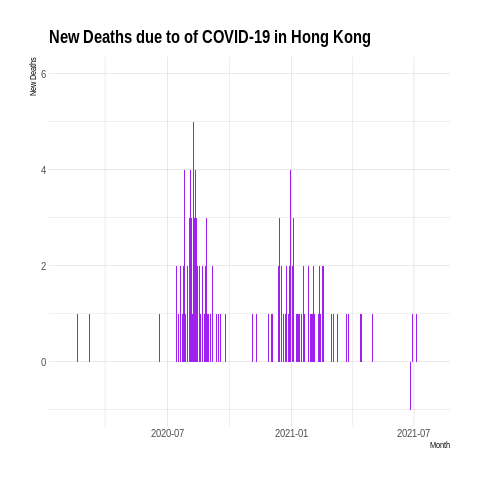 New Deaths due to of COVID-19 in Hong Kong
New Deaths
6
4
2
0
2020-07
2021-01
2021-07
Month